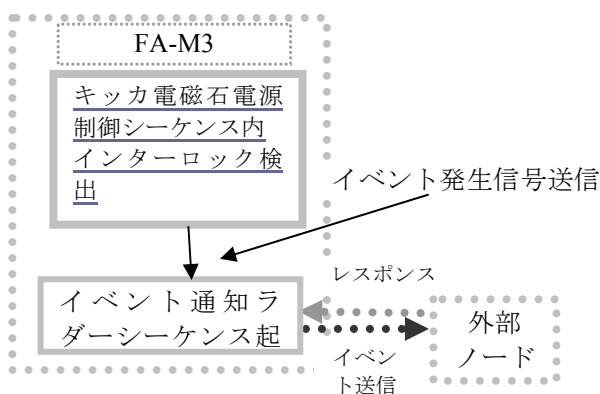 FA-M3
キッカ電磁石電源
制御シーケンス内
インターロック検
出
イベント発生信号送信
レスポンス
イベント通知ラ
ダーシーケンス起
外部
ノード
イベン
ト送信